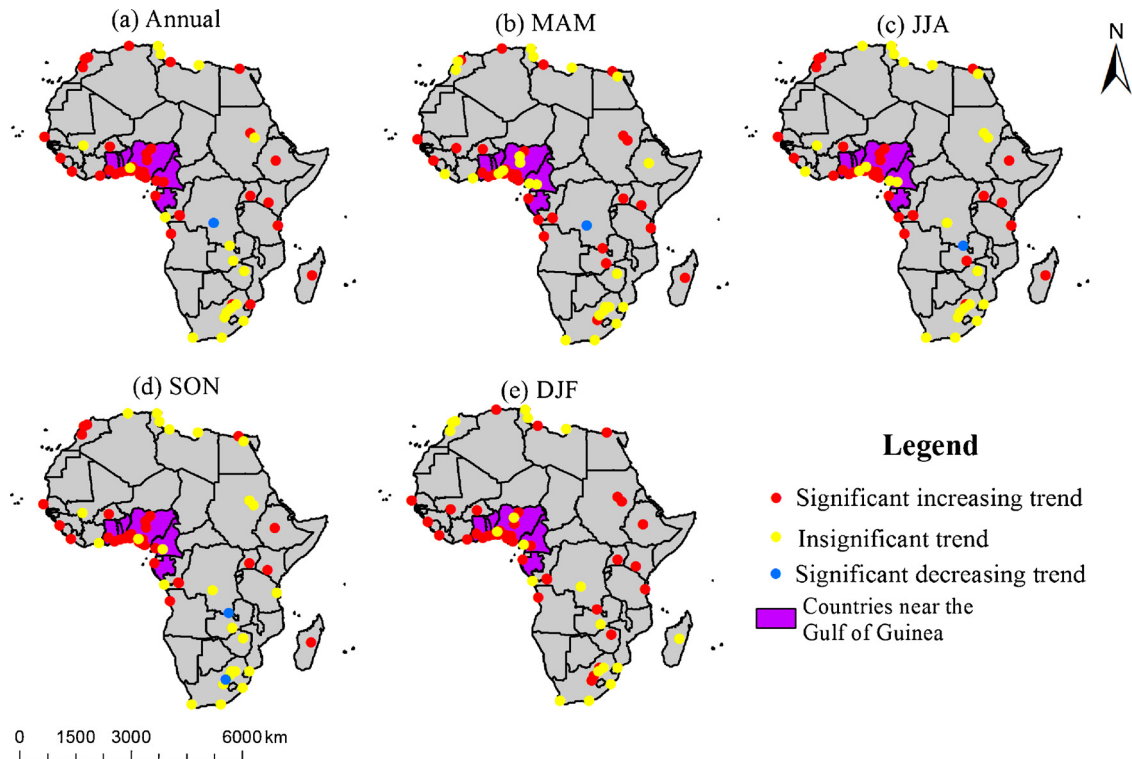 (a) Annual
(b) MAM
(c) JJA
N
(d) SON
(e) DJF
Legend
Significant increasing trend
Insignificant trend
Significant decreasing trend
Countries near the
Gulf of Guinea
0 1500 3000 6000 km